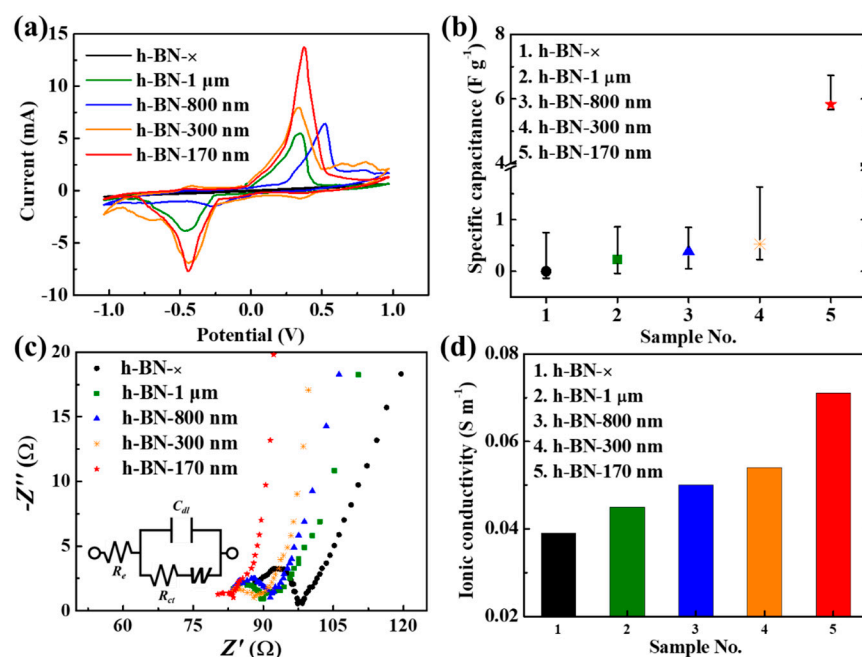 (a)
h-BN-×
h-BN-1 μm
h-BN-800 nm
h-BN-300 nm
h-BN-170 nm
Current (mA)
15
10
5
0
-5
-10
-1.0
-0.5
0.0
0.5
1.0
Potential (V)
(b)
1. h-BN-×
2. h-BN-1 μm
3. h-BN-800 nm
4. h-BN-300 nm
5. h-BN-170 nm
Specific capacitance (F g⁻¹)
8
6
4
1
0
1
2
3
4
5
Sample No.
(c)
h-BN-×
h-BN-1 μm
h-BN-800 nm
h-BN-300 nm
h-BN-170 nm
-Z'' (Ω)
20
15
10
5
0
Cdl
Re
Rct
W
60
75
90
105
120
Z' (Ω)
(d)
1. h-BN-×
2. h-BN-1 μm
3. h-BN-800 nm
4. h-BN-300 nm
5. h-BN-170 nm
Ionic conductivity (S m⁻¹)
0.08
0.06
0.04
0.02
1
2
3
4
5
Sample No.